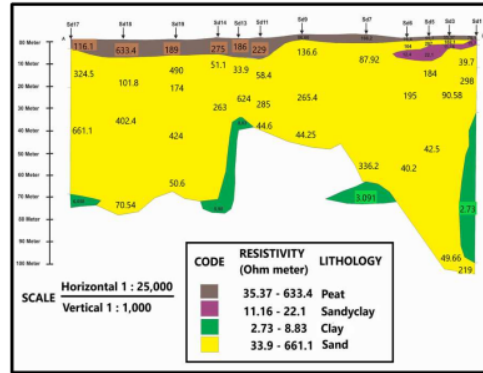 Sd17 Sd18 Sd19 Sd14 Sd13 Sd11 Sd9 Sd7 Sd6 Sd5 Sd3 Sd1
00 Meter
116.1 633.4 189 275 186 229 136.6 87.92
10 Meter
324.5 101.8 490 174 51.1 33.9 58.4 184 39.7 298
20 Meter
263 624 285 265.4 195 90.58
30 Meter
402.4
40 Meter
661.1 424 44.6 44.25 42.5
50 Meter
336.2 40.2
60 Meter
50.6
70 Meter
70.54 3.091 2.73
80 Meter
90 Meter
49.66
100 Meter
219
CODE RESISTIVITY (Ohm meter) LITHOLOGY
35.37 - 633.4 Peat
11.16 - 22.1 Sandyclay
2.73 - 8.83 Clay
33.9 - 661.1 Sand
SCALE Horizontal 1 : 25,000
Vertical 1 : 1,000